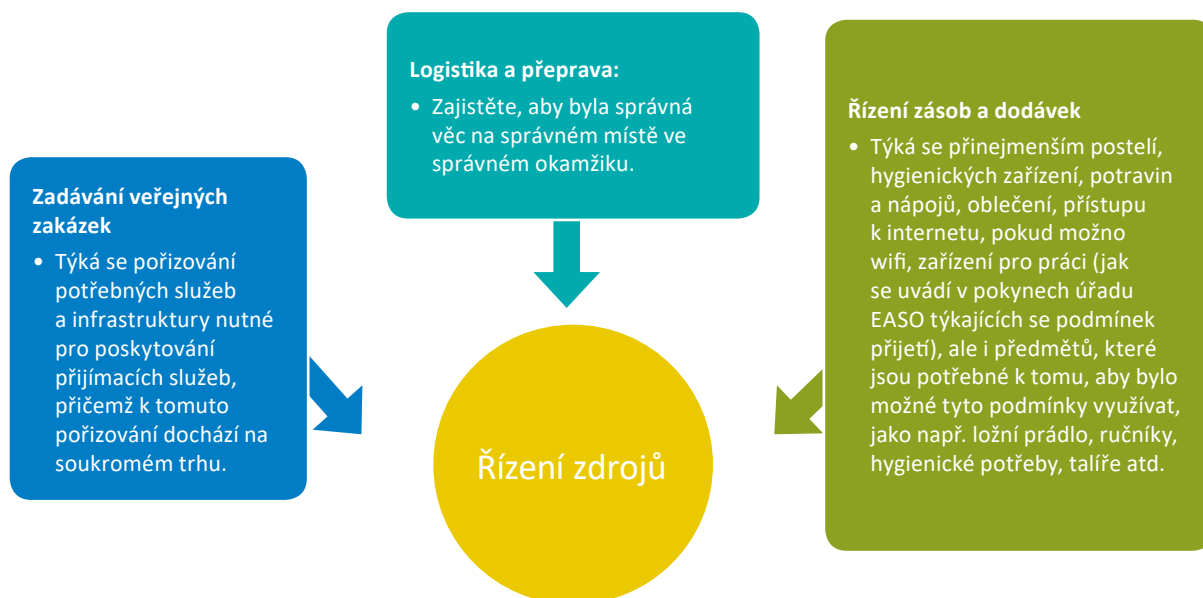 Zadávání veřejných
zakázek
• Týká se pořizování
potřebných služeb
a infrastruktury nutné
pro poskytování
přijímacích služeb,
přičemž k tomuto
pořizování dochází na
soukromém trhu.
Logistika a přeprava:
• Zajistěte, aby byla správná
věc na správném místě ve
správném okamžiku.
Řízení zásob a dodávek
• Týká se přinejmenším postelí,
hygienických zařízení, potravin
a nápojů, oblečení, přístupu
k internetu, pokud možno
wifi, zařízení pro práci (jak
se uvádí v pokynech úřadu
EASO týkajících se podmínek
přijetí), ale i předmětů, které
jsou potřebné k tomu, aby bylo
možné tyto podmínky využívat,
jako např. ložní prádlo, ručníky,
hygienické potřeby, talíře atd.
Řízení zdrojů